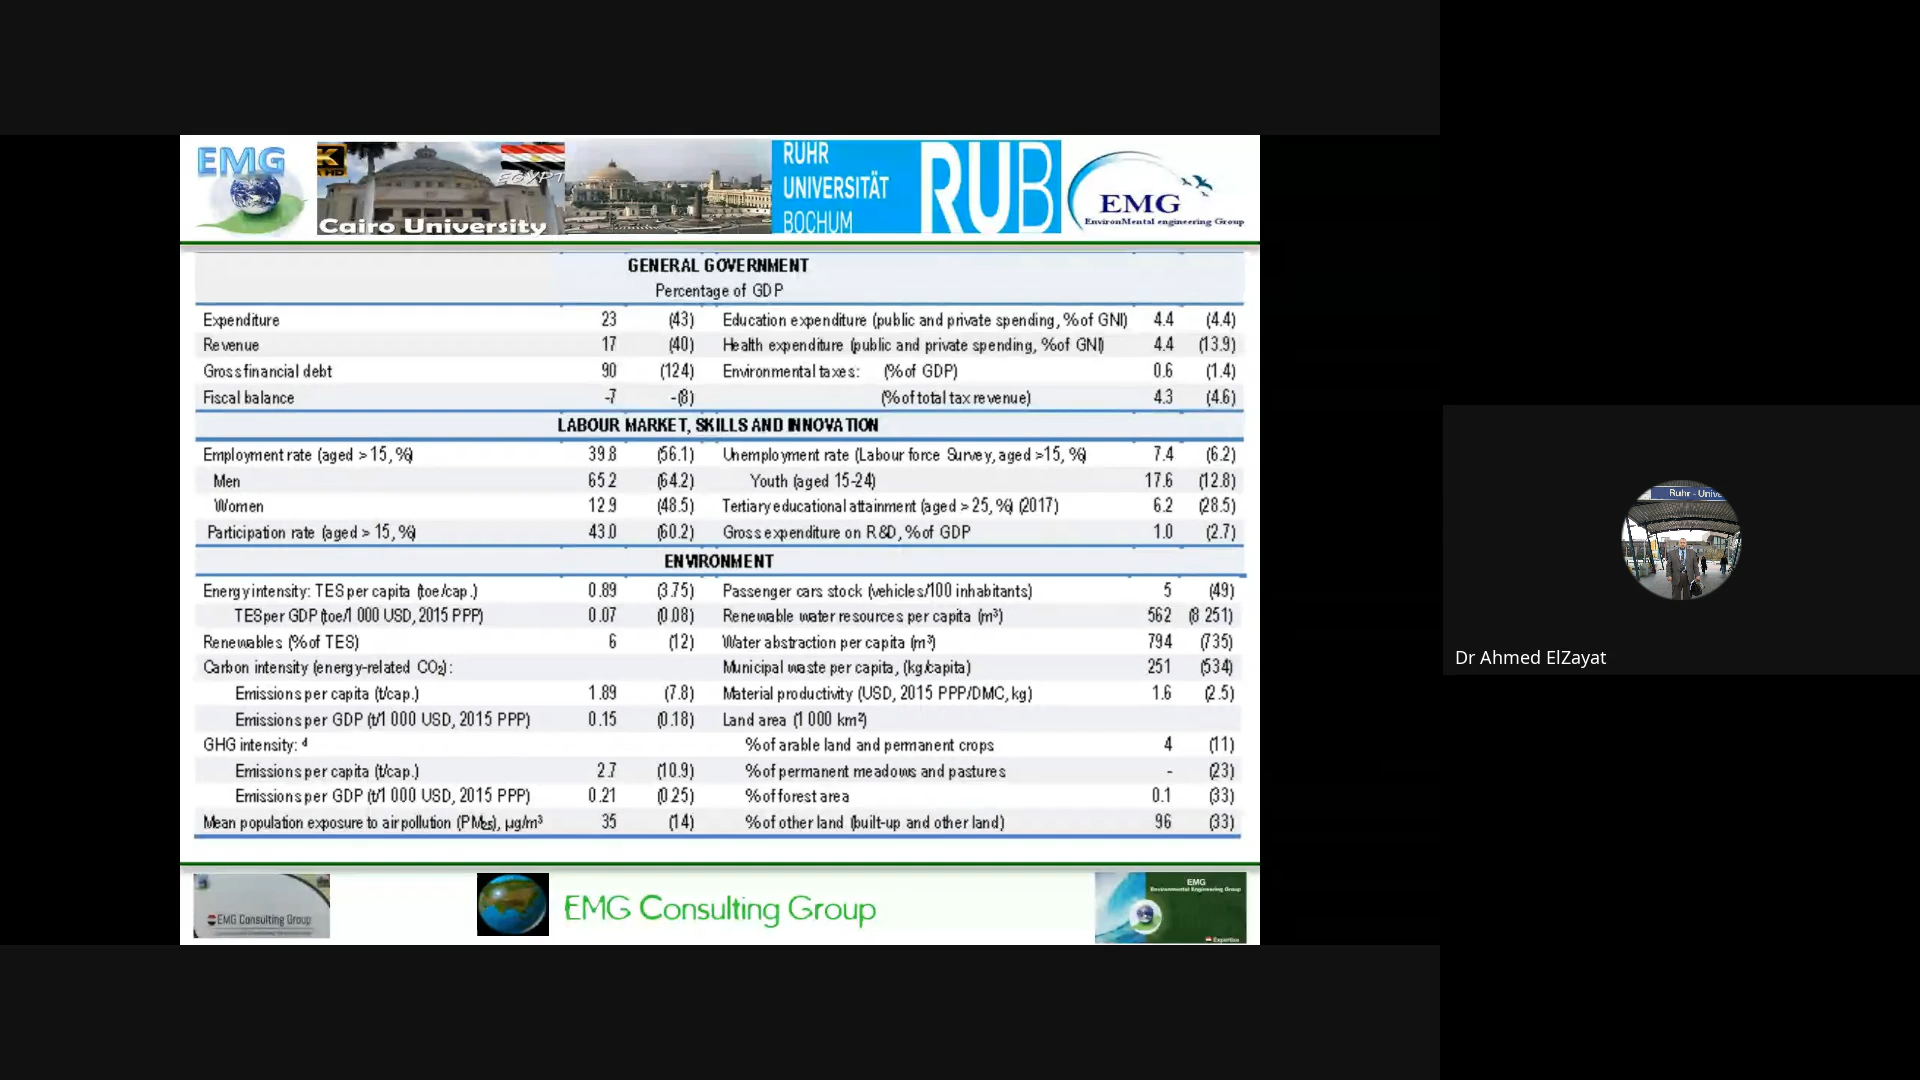 EMG
K
HD
EGYPT
Cairo University
RUHR
UNIVERSITÄT
BOCHUM
RUB
EMG
EnvironMental engineering Group
GENERAL GOVERNMENT
Percentage of GDP
Expenditure 23 (43) Education expenditure (public and private spending, % of GNI) 4.4 (4.4)
Revenue 17 (40) Health expenditure (public and private spending, % of GNI) 4.4 (13.9)
Gross financial debt 90 (124) Environmental taxes: (% of GDP) 0.6 (1.4)
Fiscal balance -7 -(8) (% of total tax revenue) 4.3 (4.6)
LABOUR MARKET, SKILLS AND INNOVATION
Employment rate (aged > 15, %) 39.8 (56.1) Unemployment rate (Labour force Survey, aged >15, %) 7.4 (6.2)
Men 65.2 (64.2) Youth (aged 15-24) 17.6 (12.8)
Women 12.9 (48.5) Tertiary educational attainment (aged > 25, %) (2017) 6.2 (28.5)
Participation rate (aged > 15, %) 43.0 (60.2) Gross expenditure on R&D, % of GDP 1.0 (2.7)
ENVIRONMENT
Energy intensity: TES per capita (toe/cap.) 0.89 (3.75) Passenger cars stock (vehicles/100 inhabitants) 5 (49)
TES per GDP (toe/1 000 USD, 2015 PPP) 0.07 (0.08) Renewable water resources per capita (m³) 562 (8 251)
Renewables (% of TES) 6 (12) Water abstraction per capita (m³) 794 (735)
Carbon intensity (energy-related CO₂): Municipal waste per capita, (kg/capita) 251 (534)
Emissions per capita (t/cap.) 1.89 (7.8) Material productivity (USD, 2015 PPP/DMC, kg) 1.6 (2.5)
Emissions per GDP (t/1 000 USD, 2015 PPP) 0.15 (0.18) Land area (1 000 km²)
GHG intensity: ᵈ % of arable land and permanent crops 4 (11)
Emissions per capita (t/cap.) 2.7 (10.9) % of permanent meadows and pastures - (23)
Emissions per GDP (t/1 000 USD, 2015 PPP) 0.21 (0.25) % of forest area 0.1 (33)
Mean population exposure to air pollution (PM₂.₅), µg/m³ 35 (14) % of other land (built-up and other land) 96 (33)
EMG Consulting Group
EMG Consulting Group
EMG
Environmental Engineering Group
Expertise
Ruhr - Unive
Dr Ahmed ElZayat